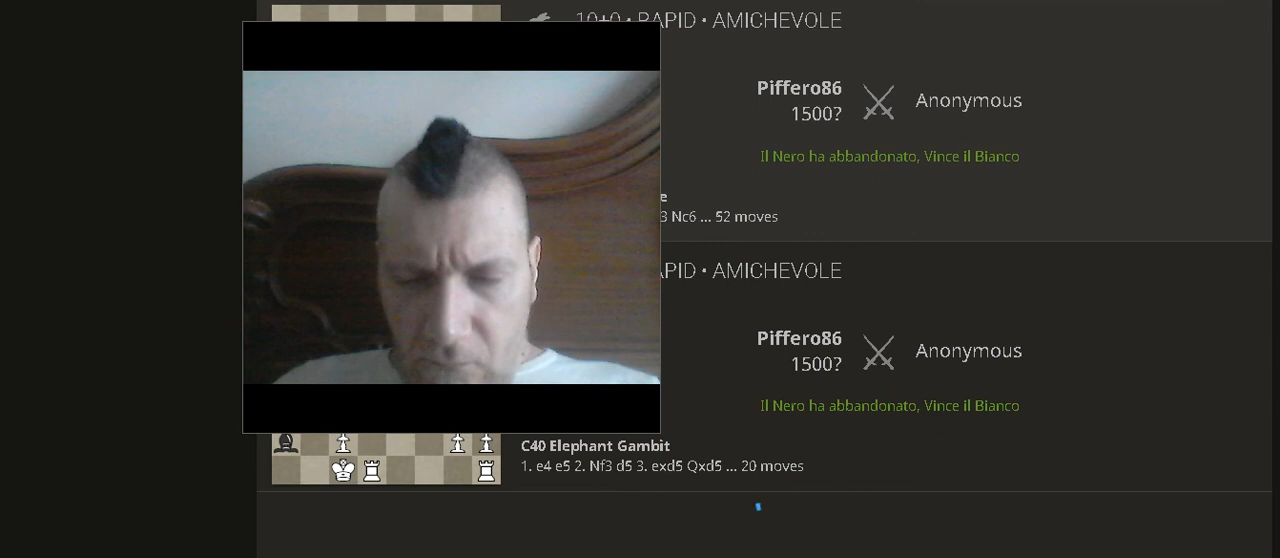 10+0 • RAPID • AMICHEVOLE
Piffero86
1500?
Anonymous
Il Nero ha abbandonato, Vince il Bianco
3 Nc6 ... 52 moves
APID • AMICHEVOLE
Piffero86
1500?
Anonymous
Il Nero ha abbandonato, Vince il Bianco
C40 Elephant Gambit
1. e4 e5 2. Nf3 d5 3. exd5 Qxd5 ... 20 moves